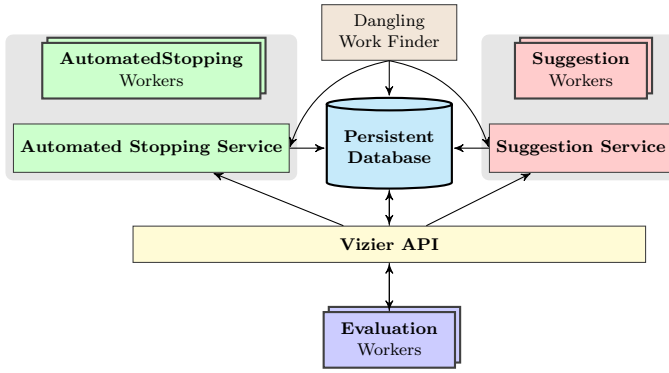 Dangling
Work Finder
AutomatedStopping
Workers
Suggestion
Workers
Automated Stopping Service
Persistent
Database
Suggestion Service
Vizier API
Evaluation
Workers